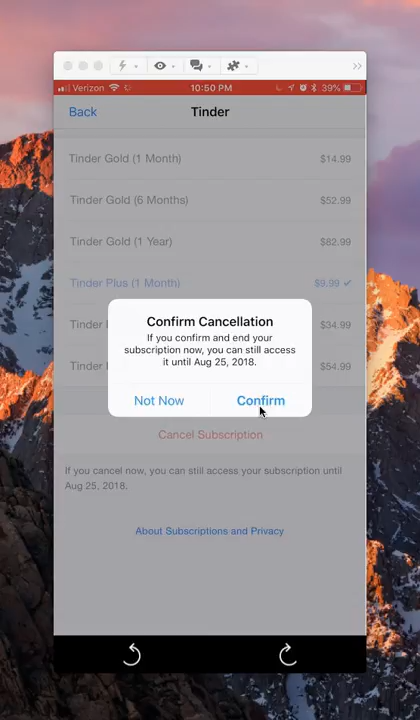 Verizon 10:50 PM 39%
Back Tinder
Tinder Gold (1 Month) $14.99
Tinder Gold (6 Months) $52.99
Tinder Gold (1 Year) $82.99
Tinder Plus (1 Month) $9.99
Tinder $34.99
Tinder $54.99
Confirm Cancellation
If you confirm and end your
subscription now, you can still access
it until Aug 25, 2018.
Not Now Confirm
Cancel Subscription
If you cancel now, you can still access your subscription until
Aug 25, 2018.
About Subscriptions and Privacy